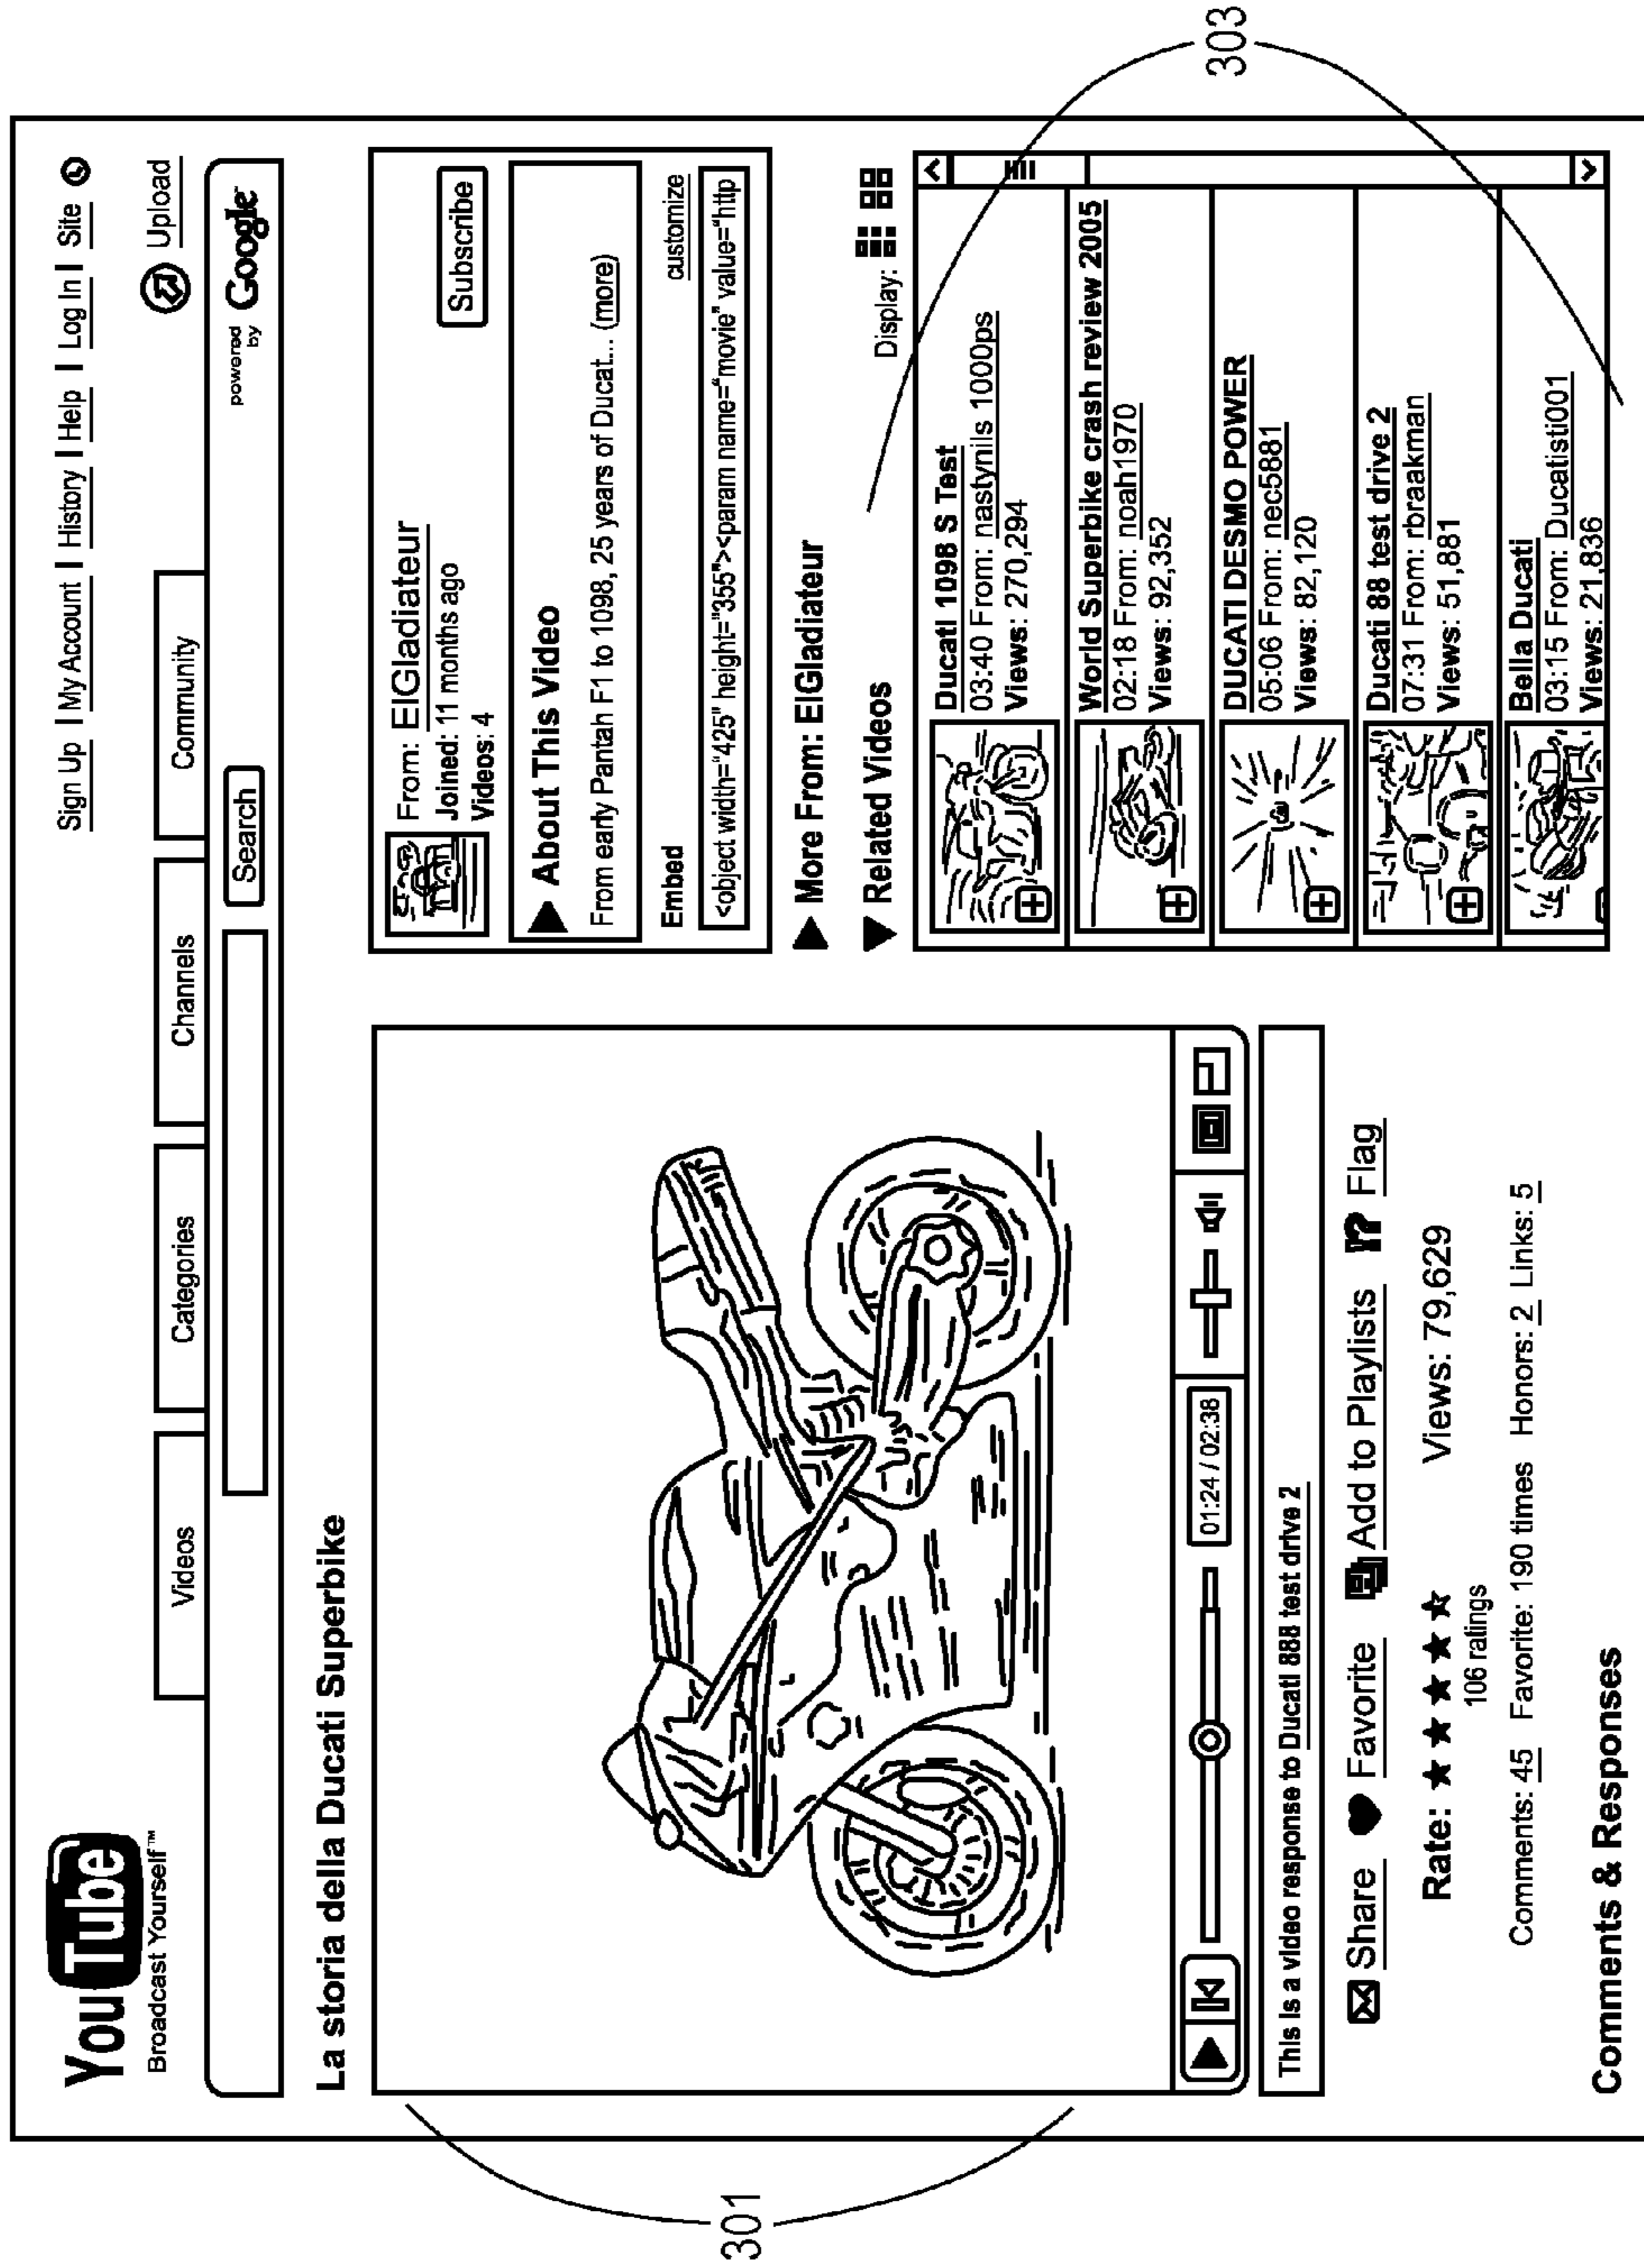 Sign Up | My Account | History | Help | Log In | Site
YouTube
Broadcast Yourself™
Upload
Videos
Categories
Channels
Community
Search
powered by Google
La storia della Ducati Superbike
301
01:24 / 02:38
This is a video response to Ducati 888 test drive 2
Share Favorite Add to Playlists !? Flag
Rate: ★★★★★ Views: 79,629
106 ratings
Comments: 45 Favorite: 190 times Honors: 2 Links: 5
Comments & Responses
From: ElGladiateur
Joined: 11 months ago
Videos: 4
Subscribe
About This Video
From early Pantah F1 to 1098, 25 years of Ducat... (more)
Embed customize
<object width="425" height="355"><param name="movie" value="http
More From: ElGladiateur
Related Videos Display:
Ducati 1098 S Test
03:40 From: nastynils 1000ps
Views: 270,294
World Superbike crash review 2005
02:18 From: noah1970
Views: 92,352
DUCATI DESMO POWER
05:06 From: nec5881
Views: 82,120
Ducati 88 test drive 2
07:31 From: rbraakman
Views: 51,881
Bella Ducati
03:15 From: Ducatisti001
Views: 21,836
303